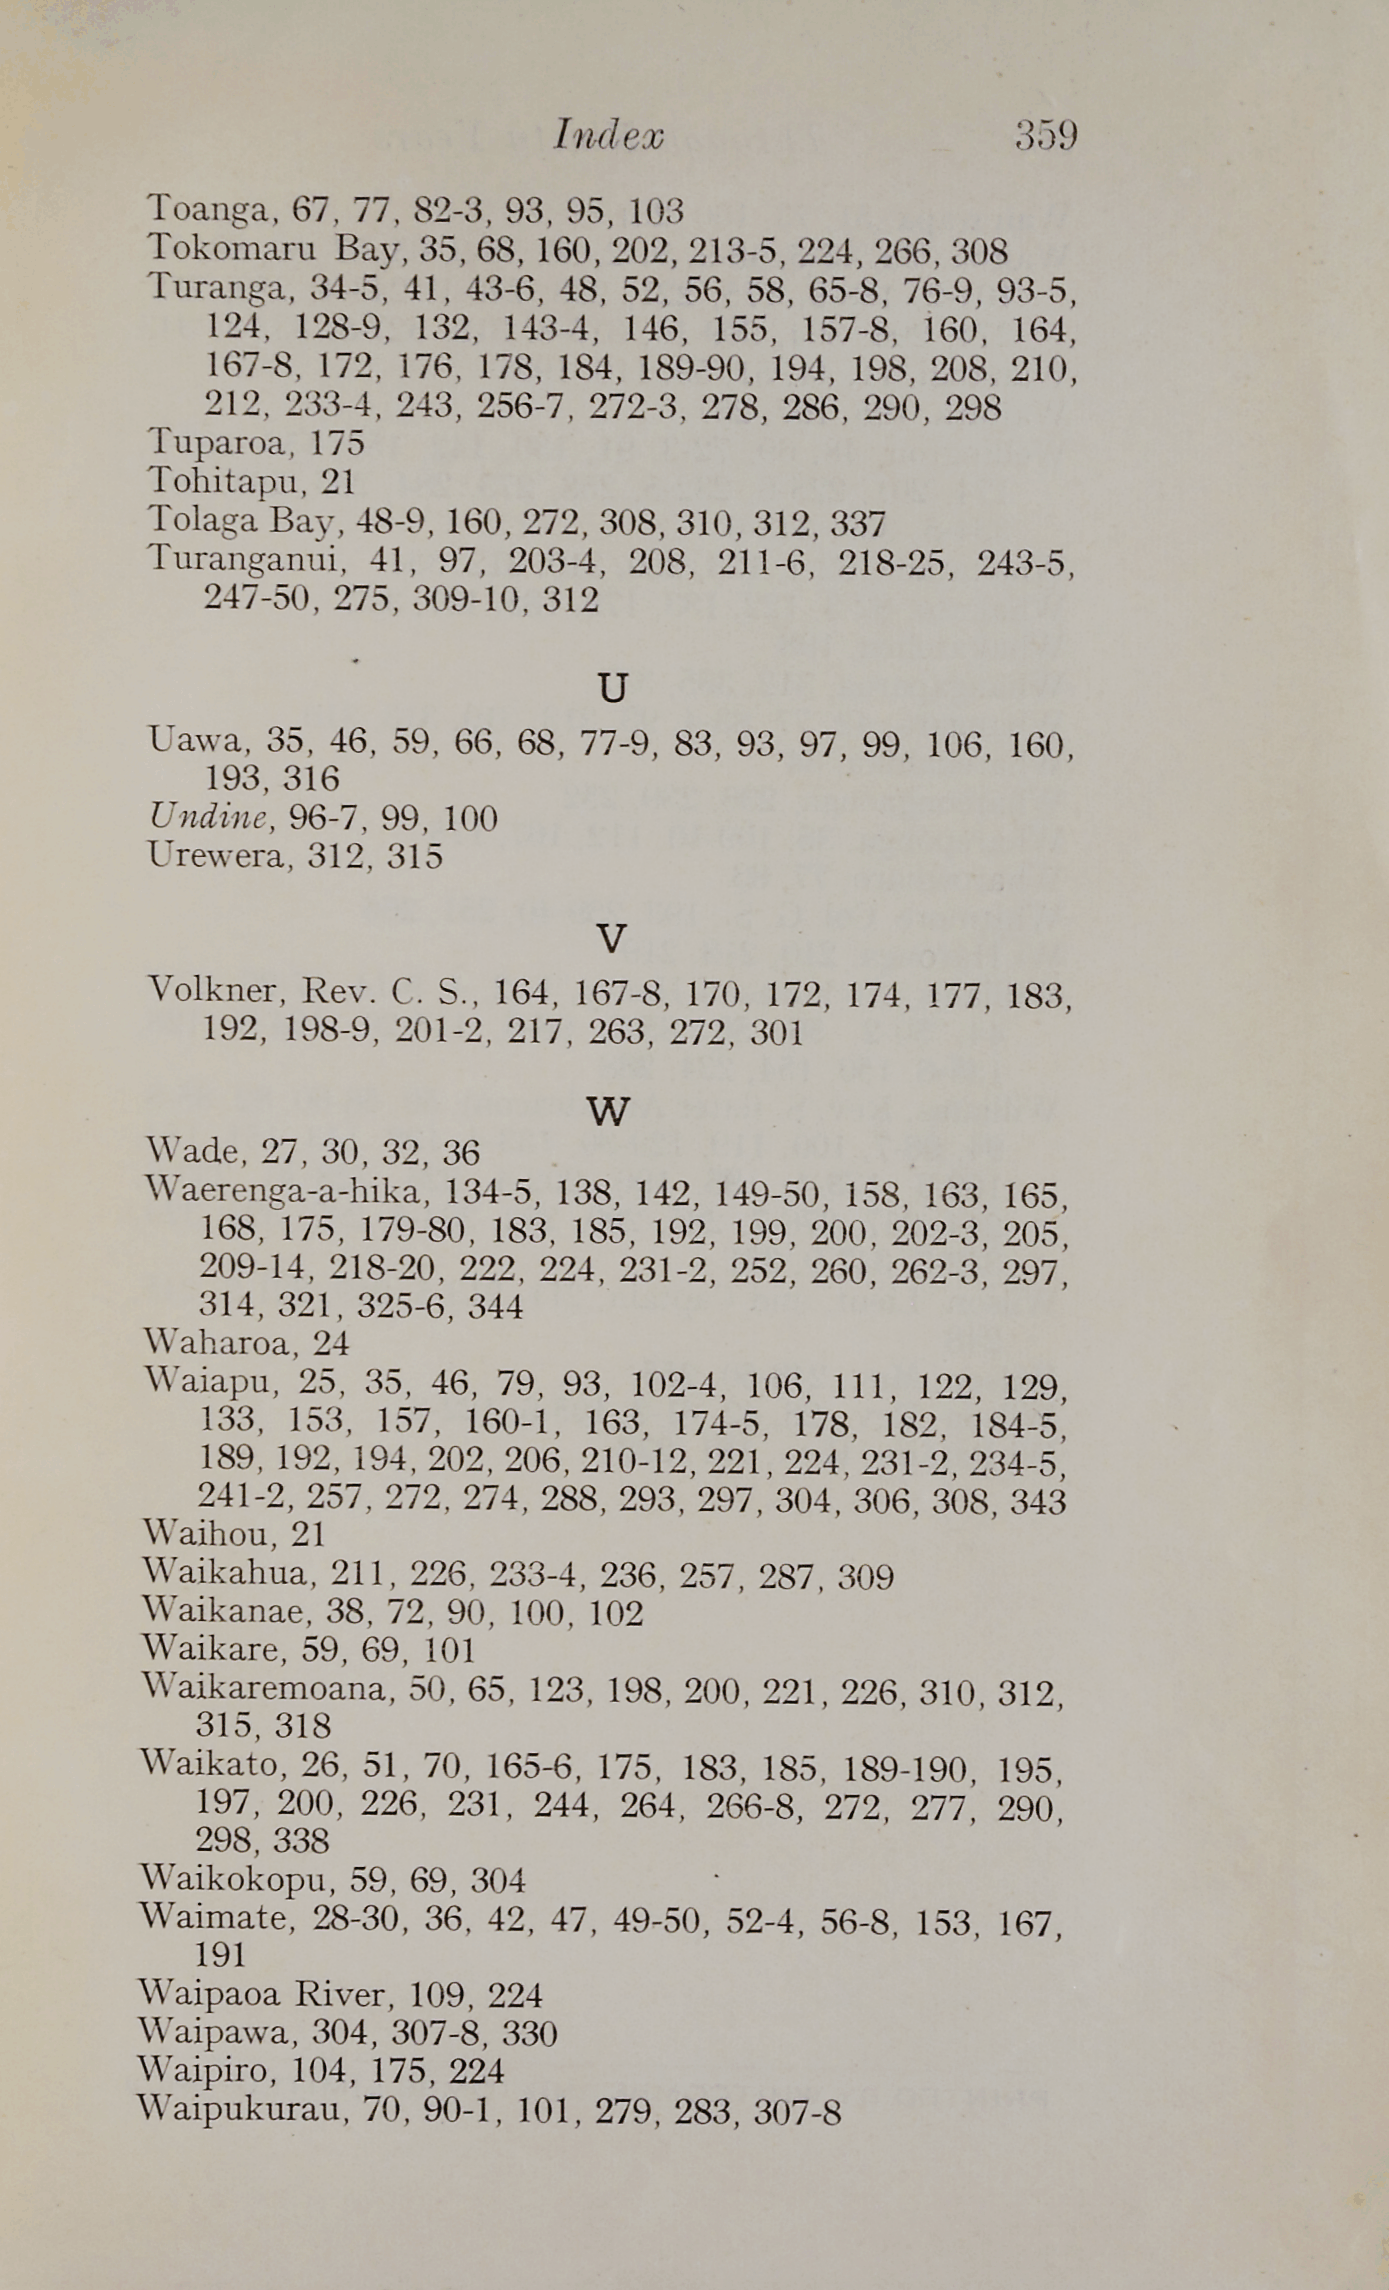 Index 359
Toanga, 67, 77, 82-3, 93, 95, 103
Tokomaru Bay, 35, 68, 160, 202, 213-5, 224, 266, 308
Turanga, 34-5, 41, 43-6, 48, 52, 56, 58, 65-8, 76-9, 93-5,
124, 128-9, 132, 143-4, 146, 155, 157-8, 160, 164,
167-8, 172, 176, 178, 184, 189-90, 194, 198, 208, 210,
212, 233-4, 243, 256-7, 272-3, 278, 286, 290, 298
Tuparoa, 175
Tohitapu, 21
Tolaga Bay, 48-9, 160, 272, 308, 310, 312, 337
Turanganui, 41, 97, 203-4, 208, 211-6, 218-25, 243-5,
247-50, 275, 309-10, 312
U
Uawa, 35, 46, 59, 66, 68, 77-9, 83, 93, 97, 99, 106, 160,
193, 316
Undine, 96-7, 99, 100
Urewera, 312, 315
V
Volkner, Rev. C. S., 164, 167-8, 170, 172, 174, 177, 183,
192, 198-9, 201-2, 217, 263, 272, 301
W
Wade, 27, 30, 32, 36
Waerenga-a-hika, 134-5, 138, 142, 149-50, 158, 163, 165,
168, 175, 179-80, 183, 185, 192, 199, 200, 202-3, 205,
209-14, 218-20, 222, 224, 231-2, 252, 260, 262-3, 297,
314, 321, 325-6, 344
Waharoa, 24
Waiapu, 25, 35, 46, 79, 93, 102-4, 106, 111, 122, 129,
133, 153, 157, 160-1, 163, 174-5, 178, 182, 184-5,
189, 192, 194, 202, 206, 210-12, 221, 224, 231-2, 234-5,
241-2, 257, 272, 274, 288, 293, 297, 304, 306, 308, 343
Waihou, 21
Waikahua, 211, 226, 233-4, 236, 257, 287, 309
Waikanae, 38, 72, 90, 100, 102
Waikare, 59, 69, 101
Waikaremoana, 50, 65, 123, 198, 200, 221, 226, 310, 312,
315, 318
Waikato, 26, 51, 70, 165-6, 175, 183, 185, 189-190, 195,
197, 200, 226, 231, 244, 264, 266-8, 272, 277, 290,
298, 338
Waikokopu, 59, 69, 304
Waimate, 28-30, 36, 42, 47, 49-50, 52-4, 56-8, 153, 167,
191
Waipaoa River, 109, 224
Waipawa, 304, 307-8, 330
Waipiro, 104, 175, 224
Waipukurau, 70, 90-1, 101, 279, 283, 307-8